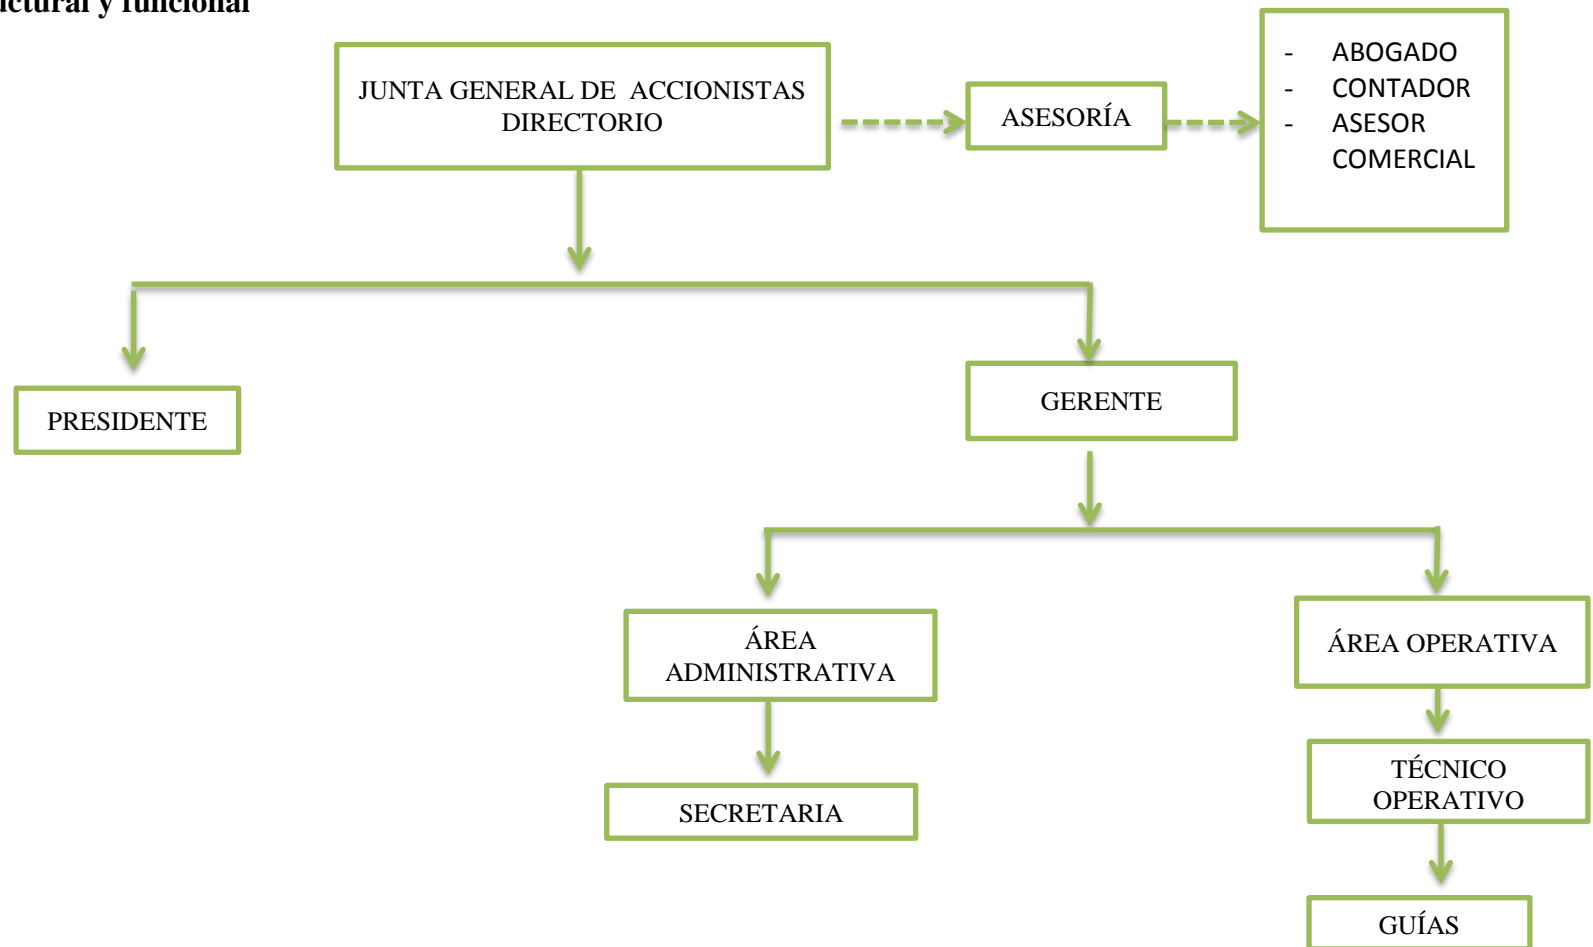 y funcional
JUNTA GENERAL DE ACCIONISTAS
DIRECTORIO
ASESORÍA
- ABOGADO
- CONTADOR
- ASESOR
COMERCIAL
PRESIDENTE
GERENTE
ÁREA
ADMINISTRATIVA
ÁREA OPERATIVA
SECRETARIA
TÉCNICO
OPERATIVO
GUÍAS